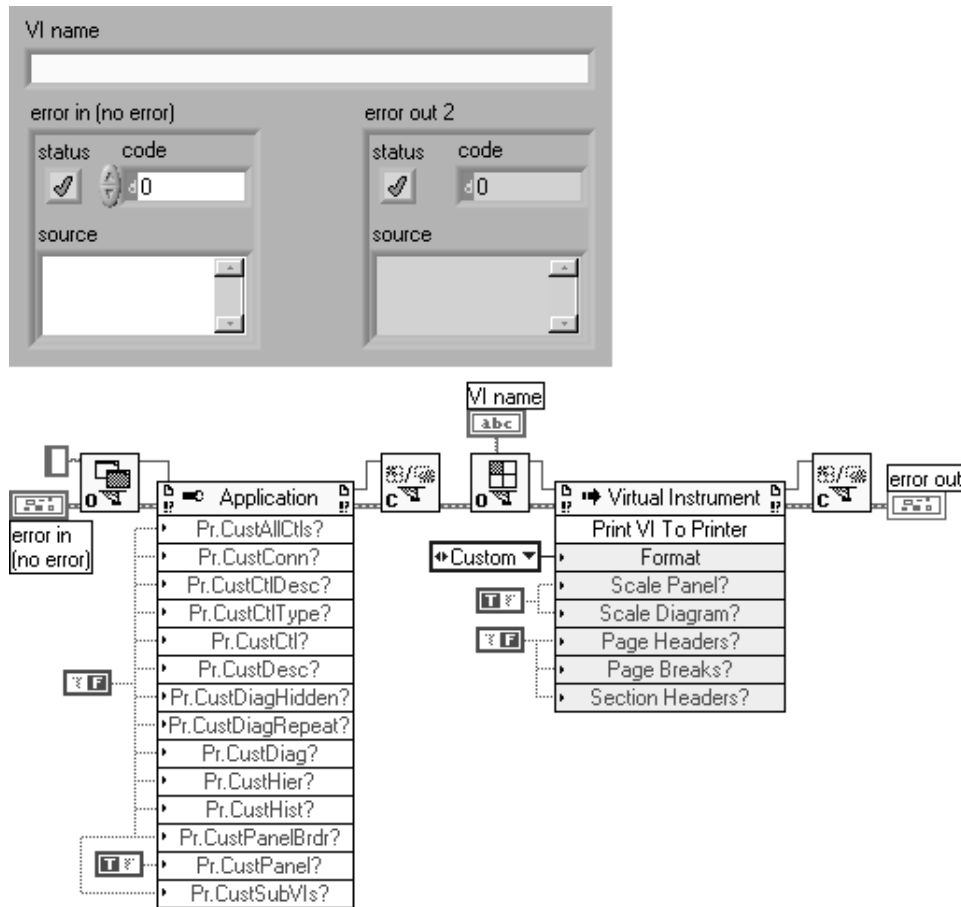 VI name
error in (no error)
error out 2
status code
0
source
status code
0
source
VI name
abc
error in
(no error)
Application
Pr.CustAllCtls?
Pr.CustConn?
Pr.CustCtlDesc?
Pr.CustCtlType?
Pr.CustCtl?
Pr.CustDesc?
Pr.CustDiagHidden?
Pr.CustDiagRepeat?
Pr.CustDiag?
Pr.CustHier?
Pr.CustHist?
Pr.CustPanelBrdr?
Pr.CustPanel?
Pr.CustSubVIs?
F
T
O
C
O
Virtual Instrument
Print VI To Printer
Format
Scale Panel?
Scale Diagram?
Page Headers?
Page Breaks?
Section Headers?
Custom
T
F
C
error out